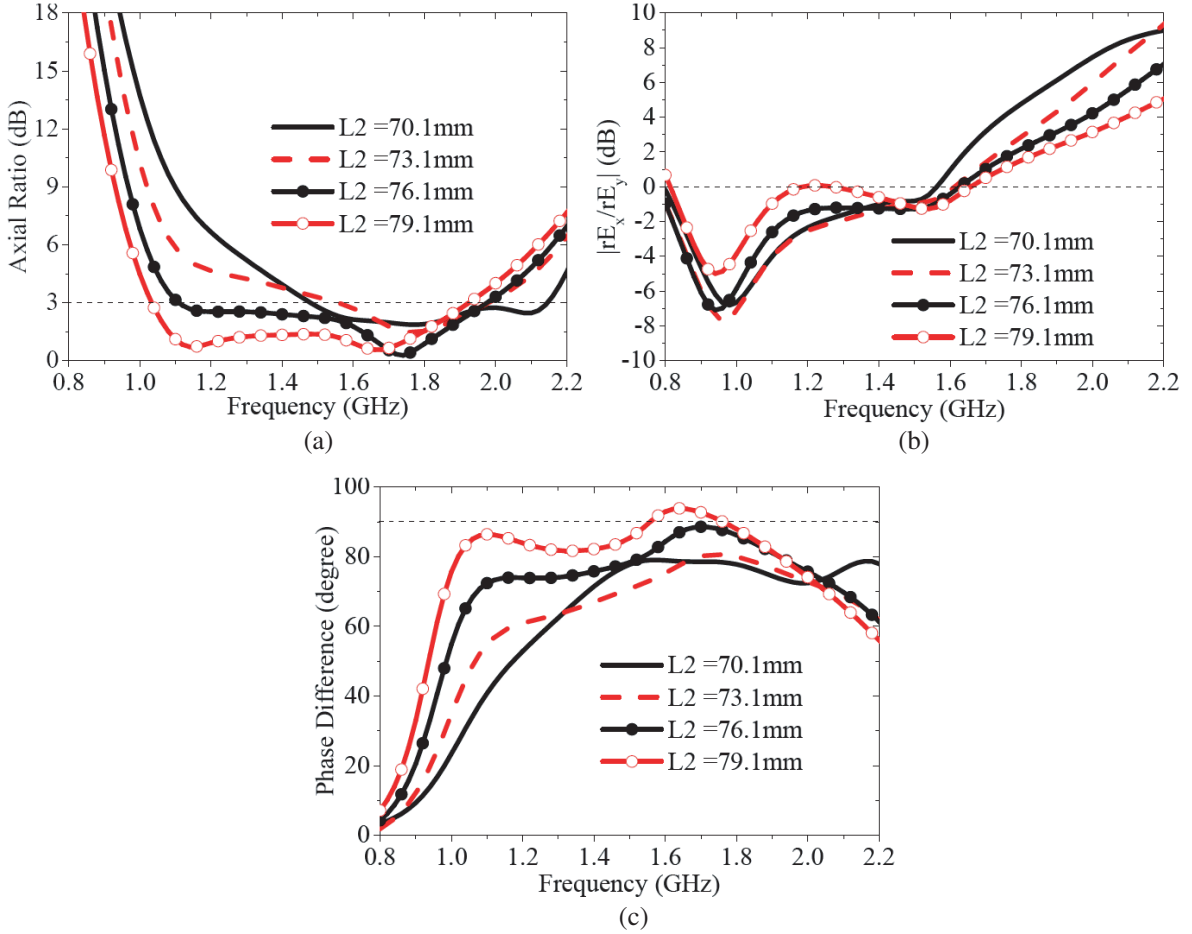 18
15
12
9
6
3
0
Axial Ratio (dB)
L2 =70.1mm
L2 =73.1mm
L2 =76.1mm
L2 =79.1mm
0.8 1.0 1.2 1.4 1.6 1.8 2.0 2.2
Frequency (GHz)
(a)
10
8
6
4
2
0
-2
-4
-6
-8
-10
|rE_x/rE_y| (dB)
L2 =70.1mm
L2 =73.1mm
L2 =76.1mm
L2 =79.1mm
0.8 1.0 1.2 1.4 1.6 1.8 2.0 2.2
Frequency (GHz)
(b)
100
80
60
40
20
0
Phase Difference (degree)
L2 =70.1mm
L2 =73.1mm
L2 =76.1mm
L2 =79.1mm
0.8 1.0 1.2 1.4 1.6 1.8 2.0 2.2
Frequency (GHz)
(c)